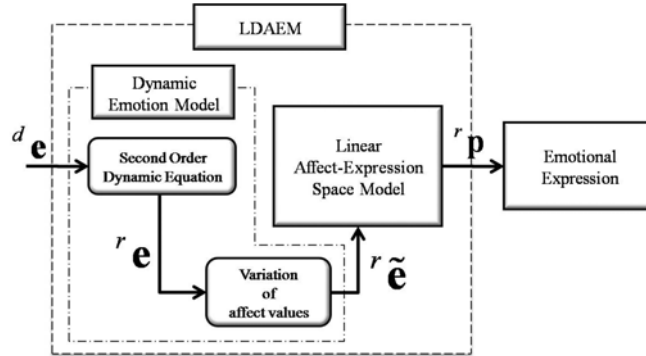 LDAEM
Dynamic
Emotion Model
d e
Second Order
Dynamic Equation
r e
Variation
of
affect values
r ẽ
Linear
Affect-Expression
Space Model
r p
Emotional
Expression